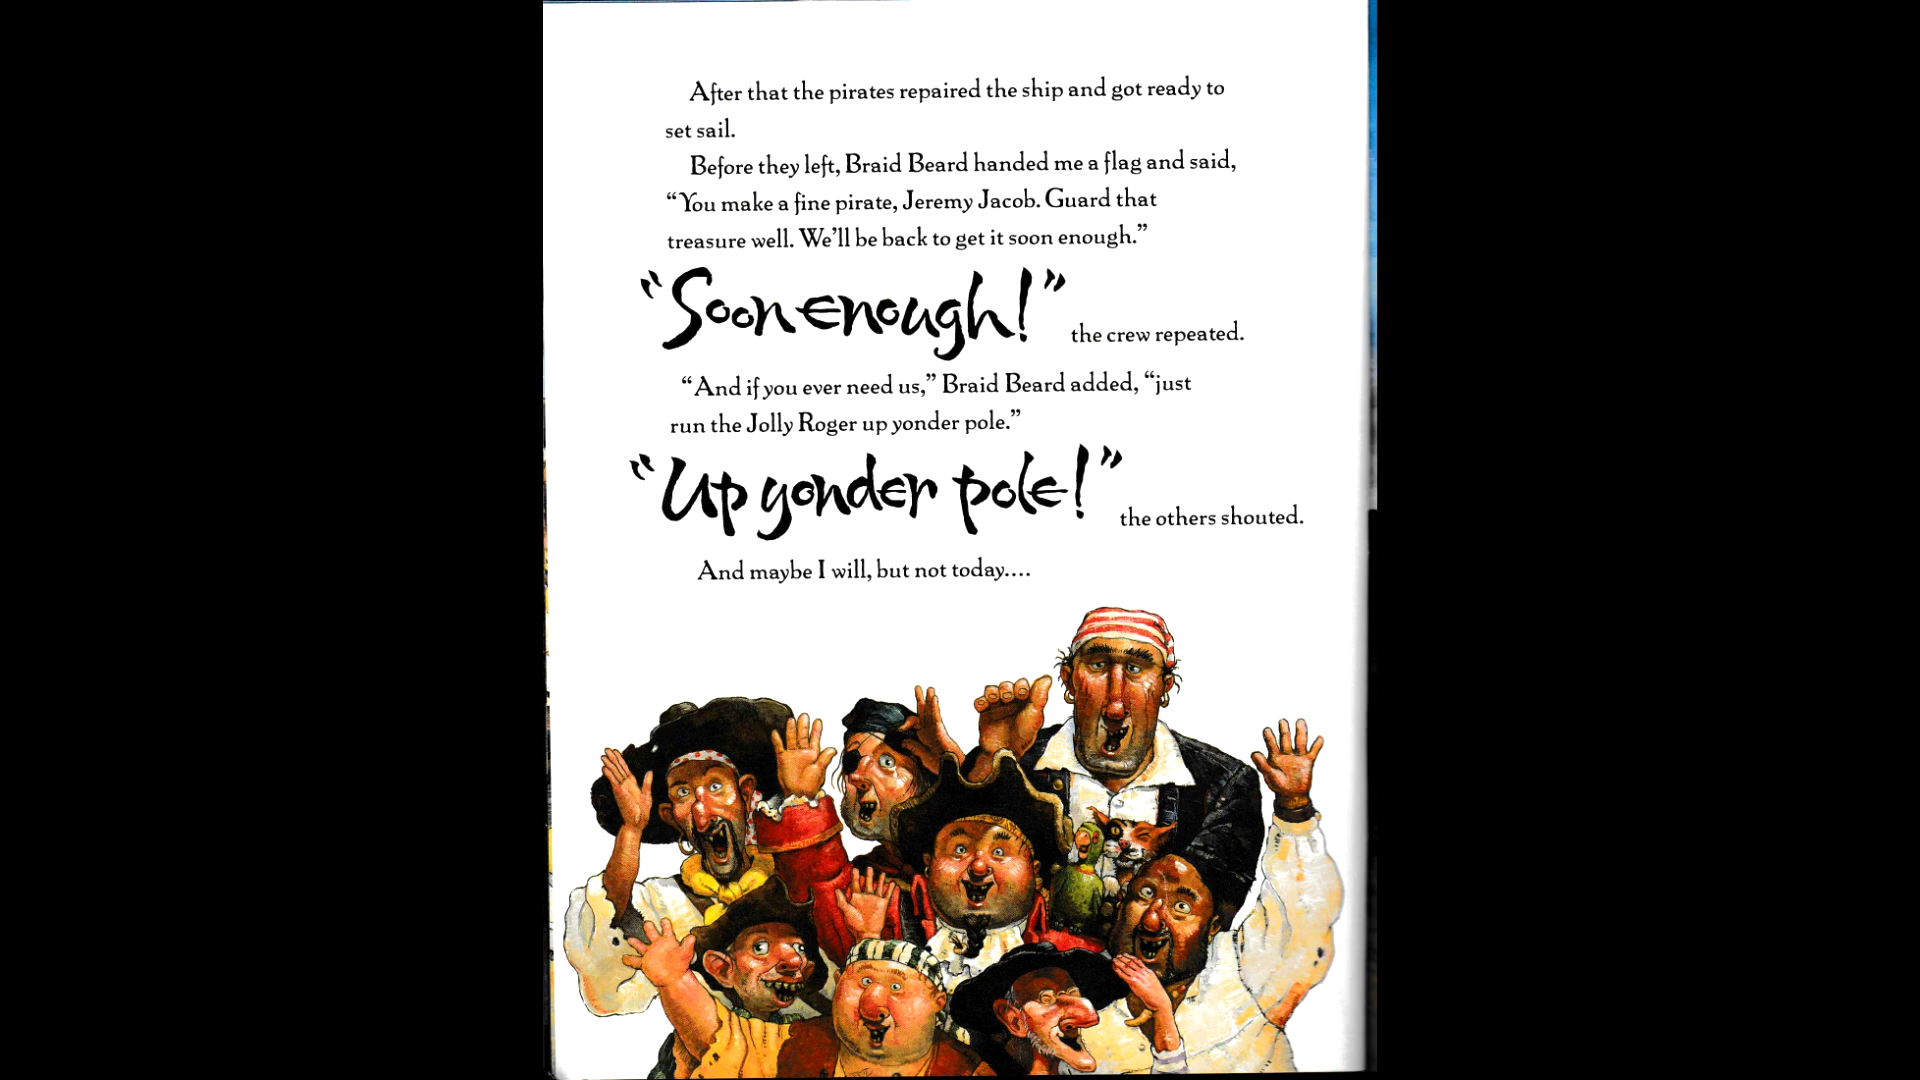 After that the pirates repaired the ship and got ready to
set sail.
Before they left, Braid Beard handed me a flag and said,
“You make a fine pirate, Jeremy Jacob. Guard that
treasure well. We’ll be back to get it soon enough.”
“Soon enough!” the crew repeated.
“And if you ever need us,” Braid Beard added, “just
run the Jolly Roger up yonder pole.”
“Up yonder pole!” the others shouted.
And maybe I will, but not today....